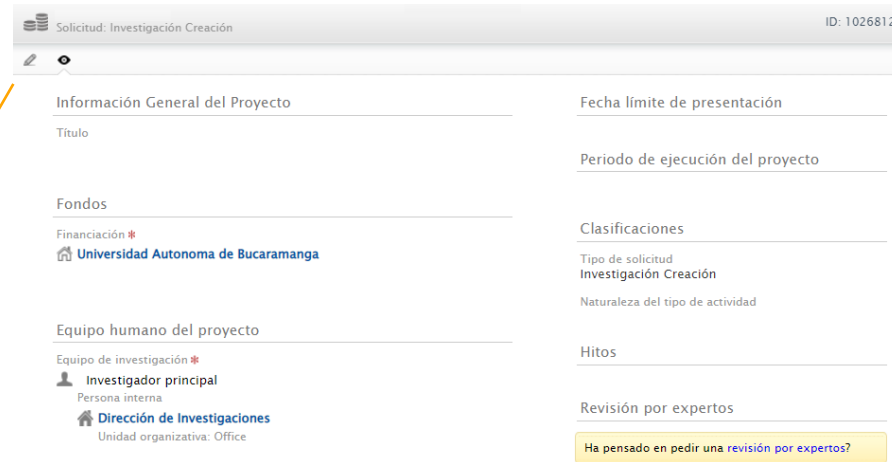 Solicitud: Investigación Creación
ID: 1026812
Información General del Proyecto
Título
Fondos
Financiación *
Universidad Autonoma de Bucaramanga
Equipo humano del proyecto
Equipo de investigación *
Investigador principal
Persona interna
Dirección de Investigaciones
Unidad organizativa: Office
Fecha límite de presentación
Periodo de ejecución del proyecto
Clasificaciones
Tipo de solicitud
Investigación Creación
Naturaleza del tipo de actividad
Hitos
Revisión por expertos
Ha pensado en pedir una revisión por expertos?